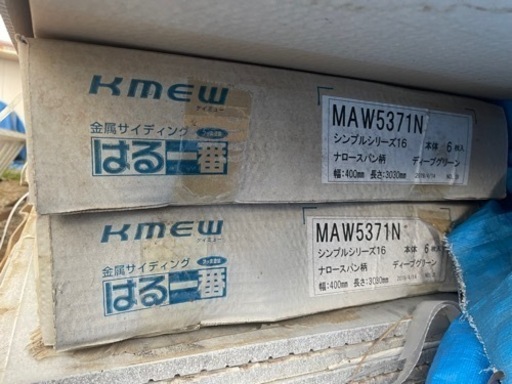 KMEW
ケイミュー
金属サイディング
はる一番
MAW5371N
シンプルシリーズ16 本体 6枚入
ナロースパン柄 ディープグリーン
幅:400mm 長さ:3030mm
KMEW
ケイミュー
金属サイディング
はる一番
MAW5371N
シンプルシリーズ16 本体 6枚入
ナロースパン柄 ディープグリーン
幅:400mm 長さ:3030mm